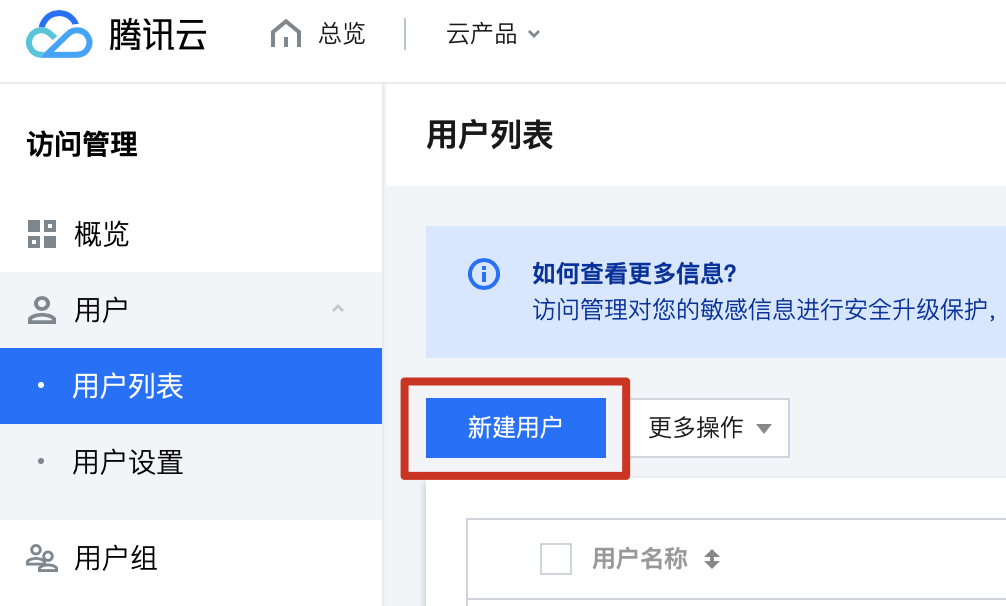 腾讯云 总览 云产品
访问管理
概览
用户
用户列表
用户设置
用户组
用户列表
如何查看更多信息?
访问管理对您的敏感信息进行安全升级保护，
新建用户 更多操作
用户名称